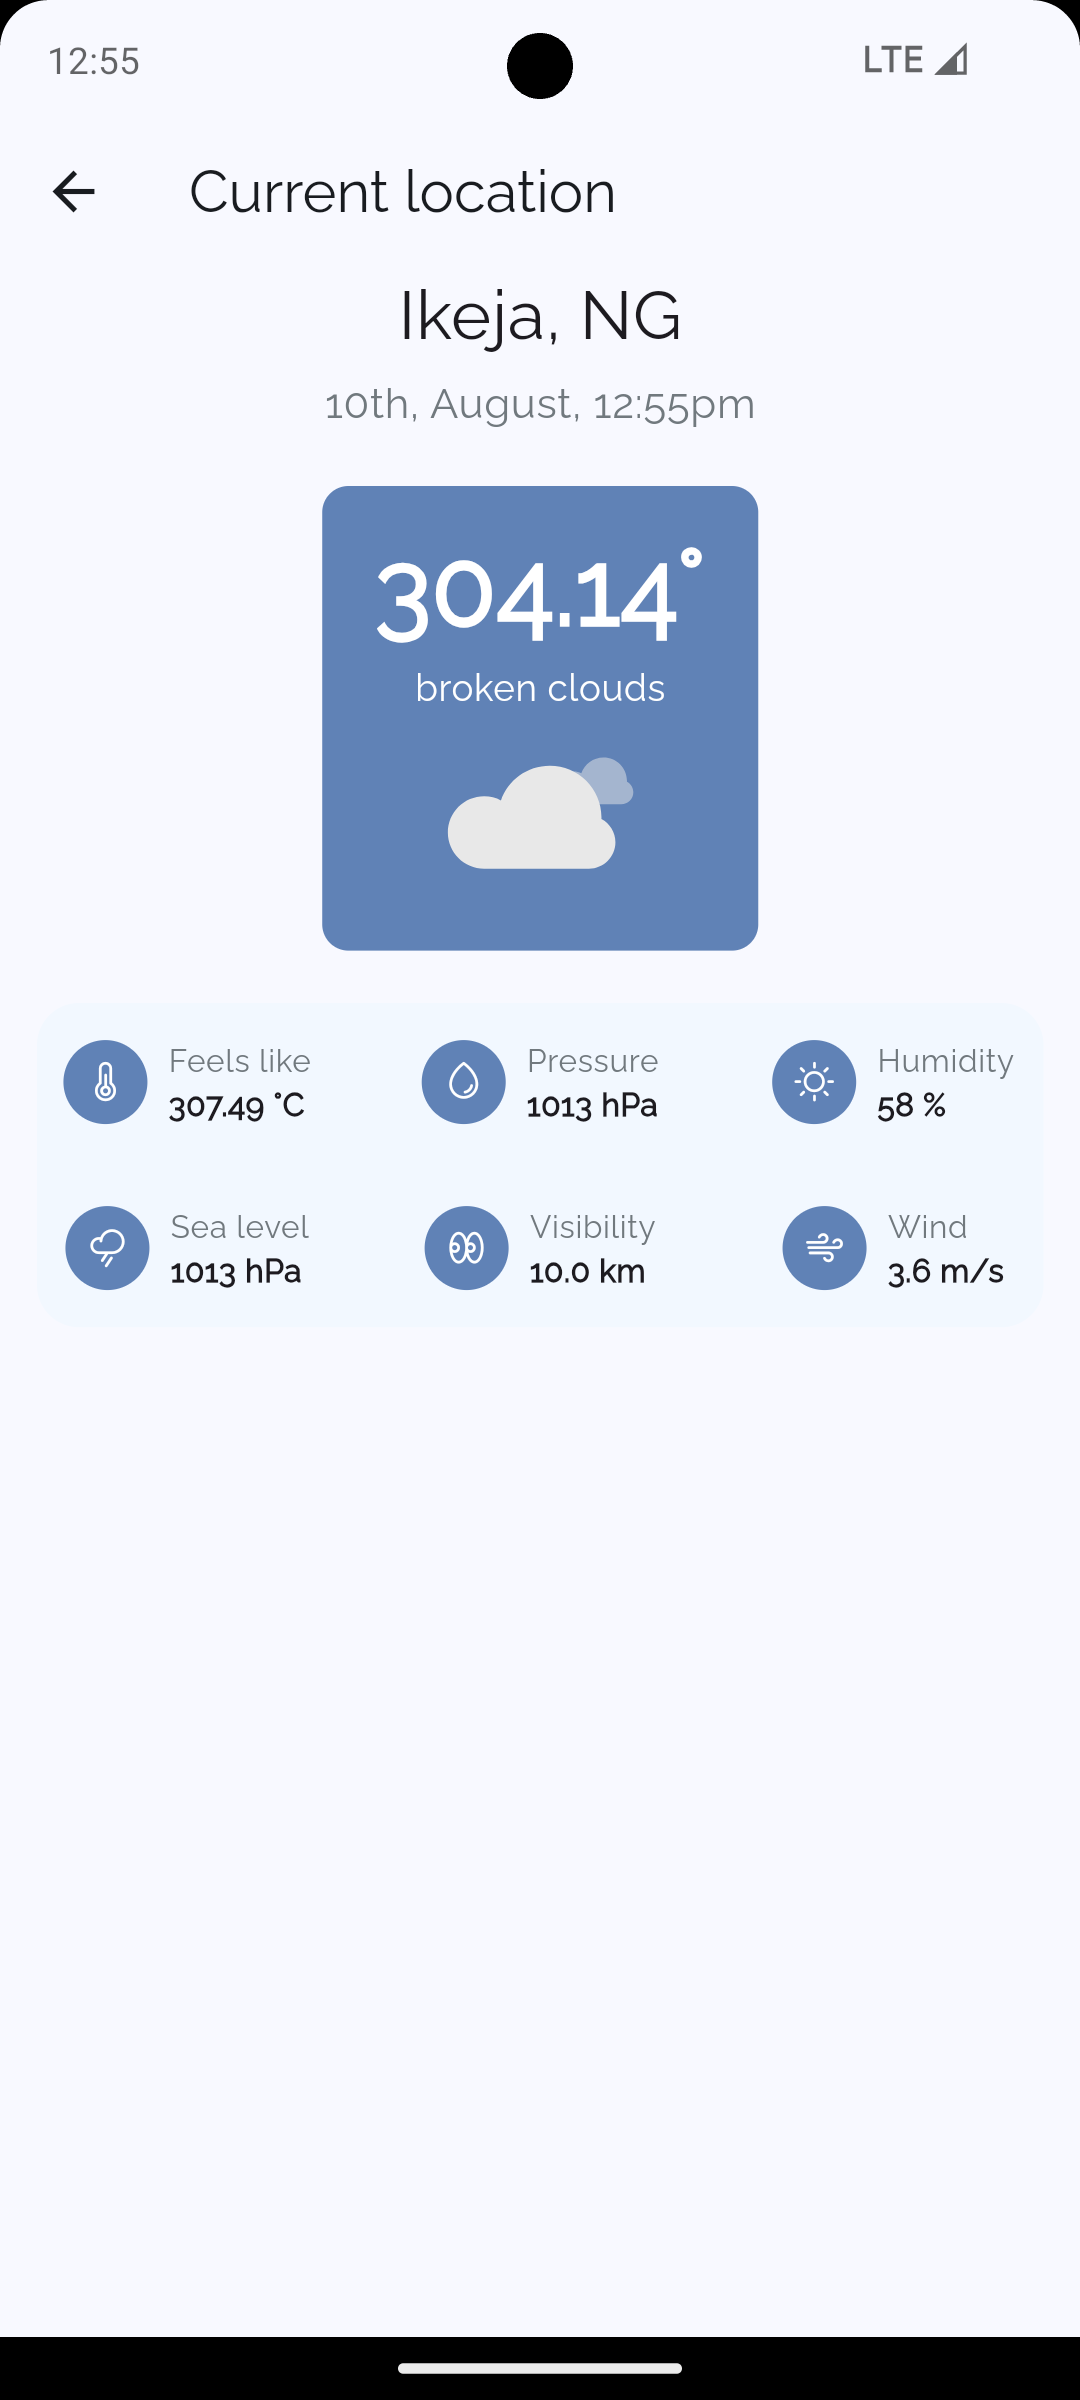 12:55 LTE
Current location
Ikeja, NG
10th, August, 12:55pm
304.14°
broken clouds
Feels like
307.49 °C
Pressure
1013 hPa
Humidity
58 %
Sea level
1013 hPa
Visibility
10.0 km
Wind
3.6 m/s